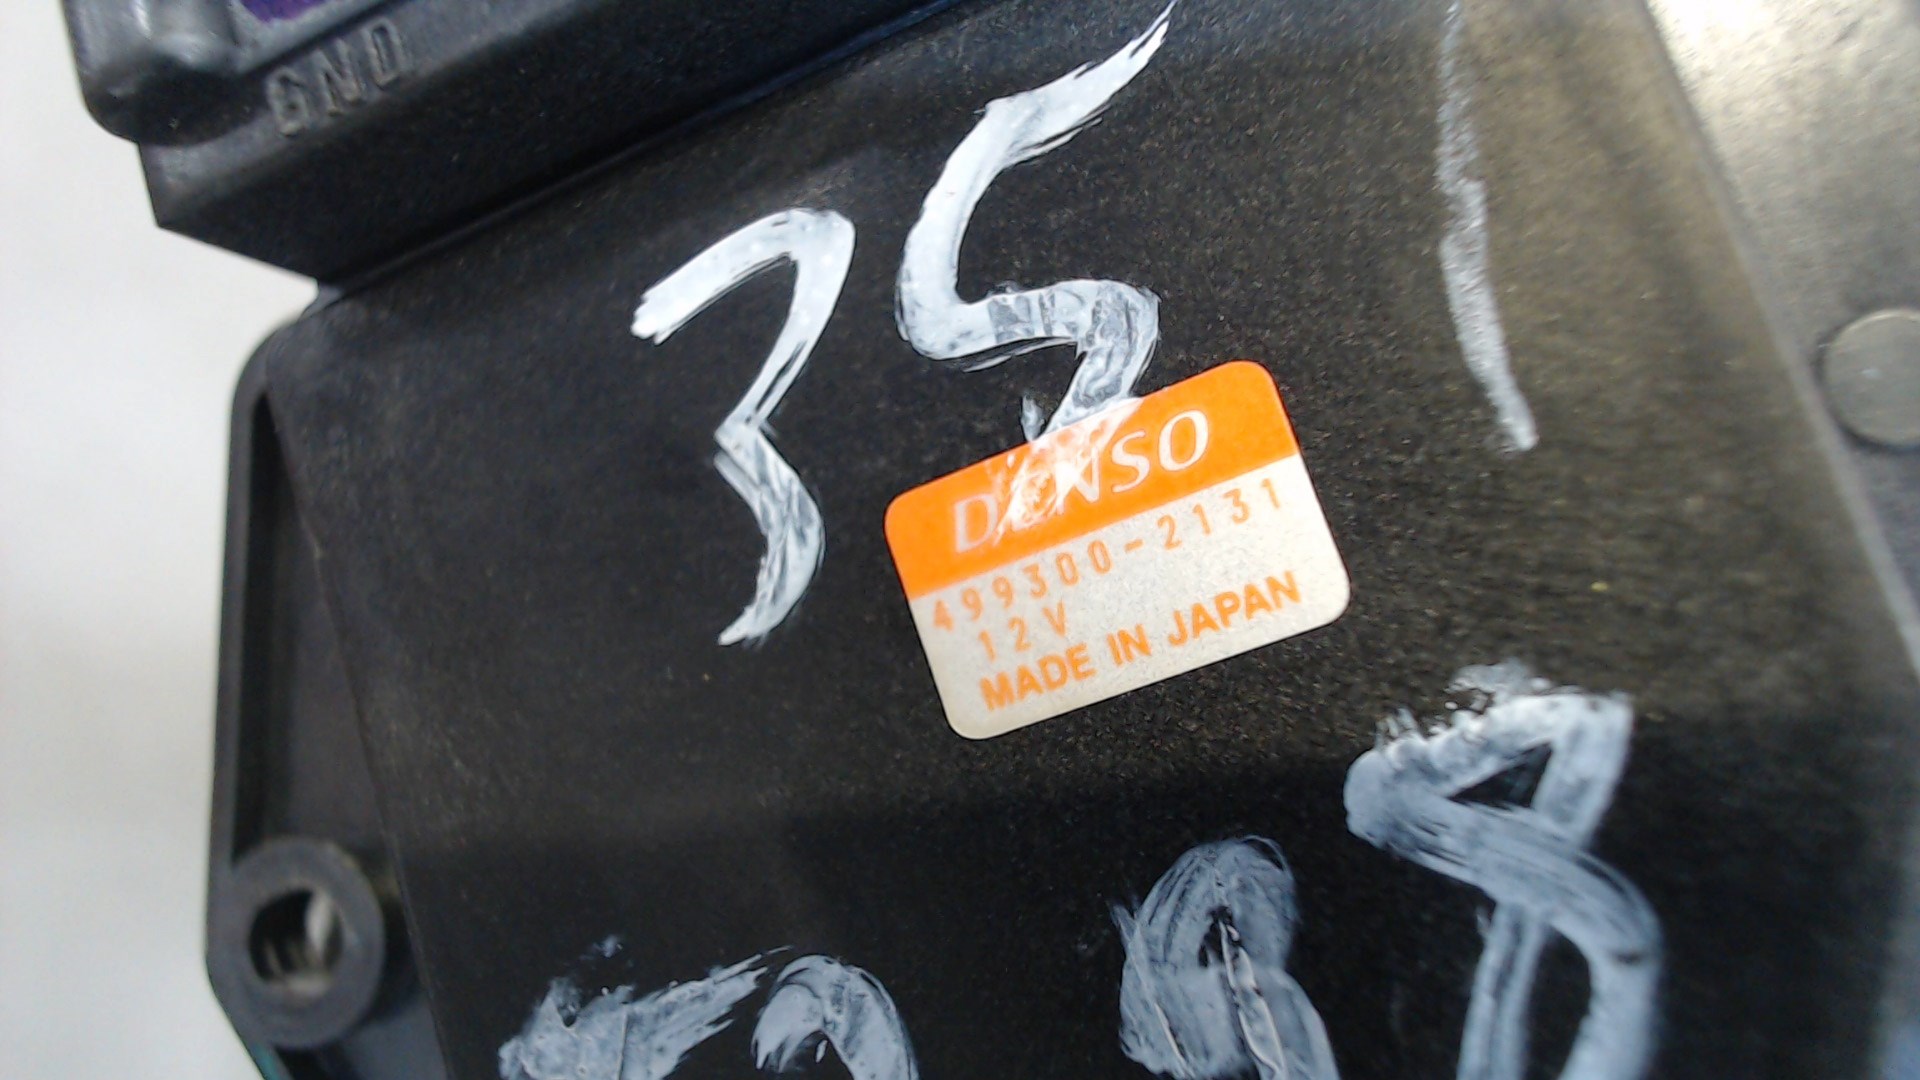 GND
35
DENSO
499300-2131
12V
MADE IN JAPAN